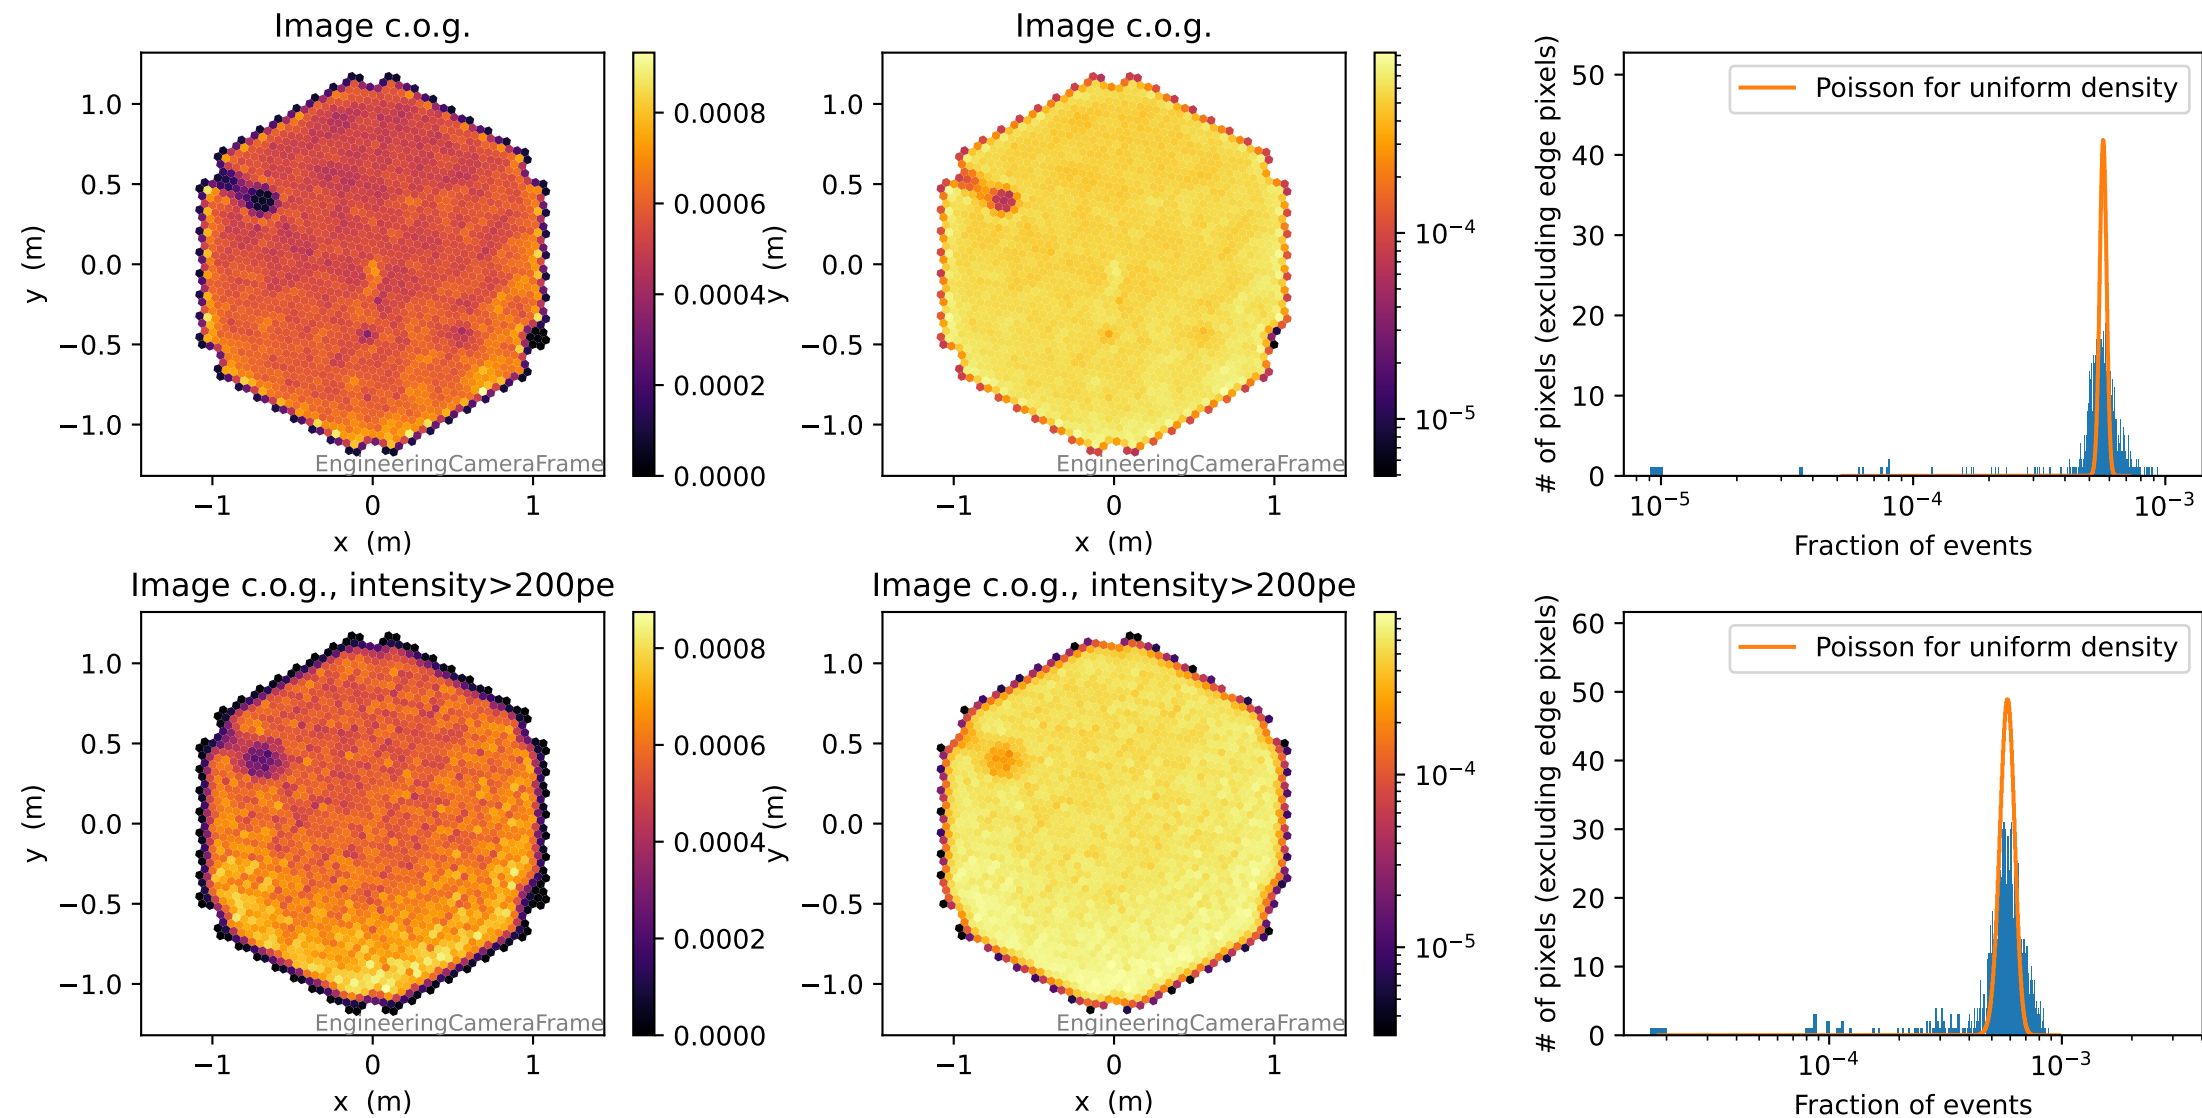 Image c.o.g.
1.0
0.5
0.0
−0.5
−1.0
y (m)
−1
0
1
x (m)
EngineeringCameraFrame
0.0008
0.0006
0.0004
0.0002
0.0000
Image c.o.g.
1.0
0.5
0.0
−0.5
−1.0
y (m)
−1
0
1
x (m)
EngineeringCameraFrame
10⁻⁴
10⁻⁵
Poisson for uniform density
50
40
30
20
10
0
# of pixels (excluding edge pixels)
10⁻⁵
10⁻⁴
10⁻³
Fraction of events
Image c.o.g., intensity>200pe
1.0
0.5
0.0
−0.5
−1.0
y (m)
−1
0
1
x (m)
EngineeringCameraFrame
0.0008
0.0006
0.0004
0.0002
0.0000
Image c.o.g., intensity>200pe
1.0
0.5
0.0
−0.5
−1.0
y (m)
−1
0
1
x (m)
EngineeringCameraFrame
10⁻⁴
10⁻⁵
Poisson for uniform density
60
50
40
30
20
10
0
# of pixels (excluding edge pixels)
10⁻⁴
10⁻³
Fraction of events